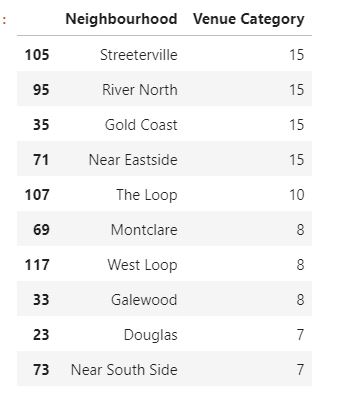 :
Neighbourhood Venue Category
105 Streeterville 15
95 River North 15
35 Gold Coast 15
71 Near Eastside 15
107 The Loop 10
69 Montclare 8
117 West Loop 8
33 Galewood 8
23 Douglas 7
73 Near South Side 7